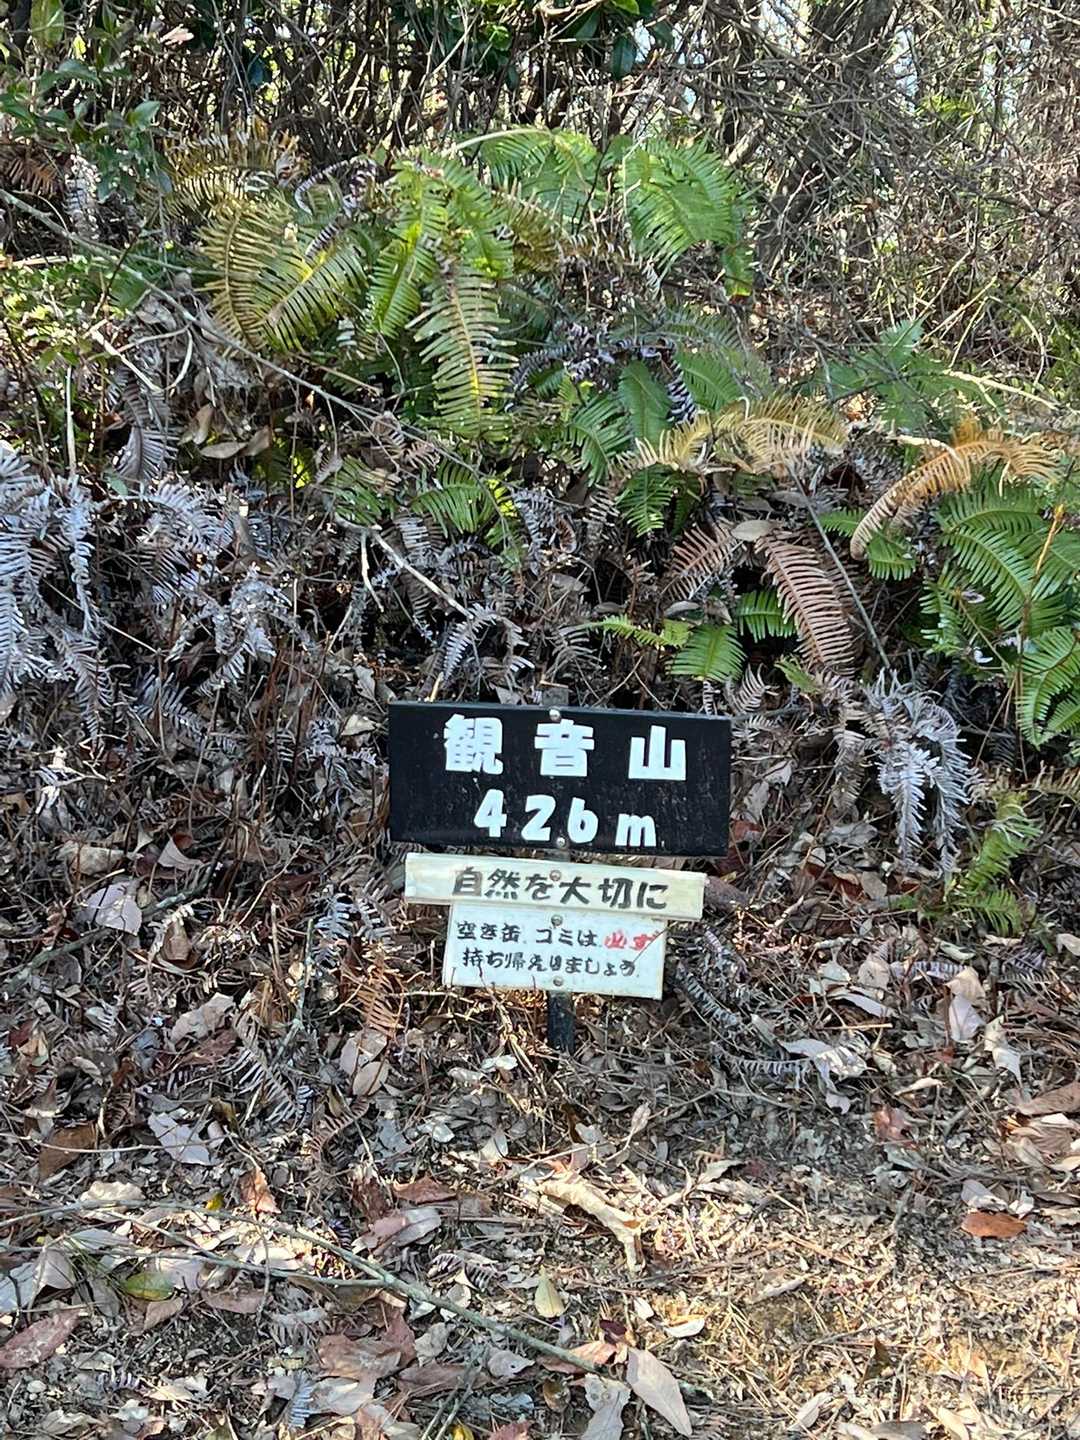 観音山
426m
自然を大切に
空き缶、ゴミは、必ず
持ち帰えりましょう。